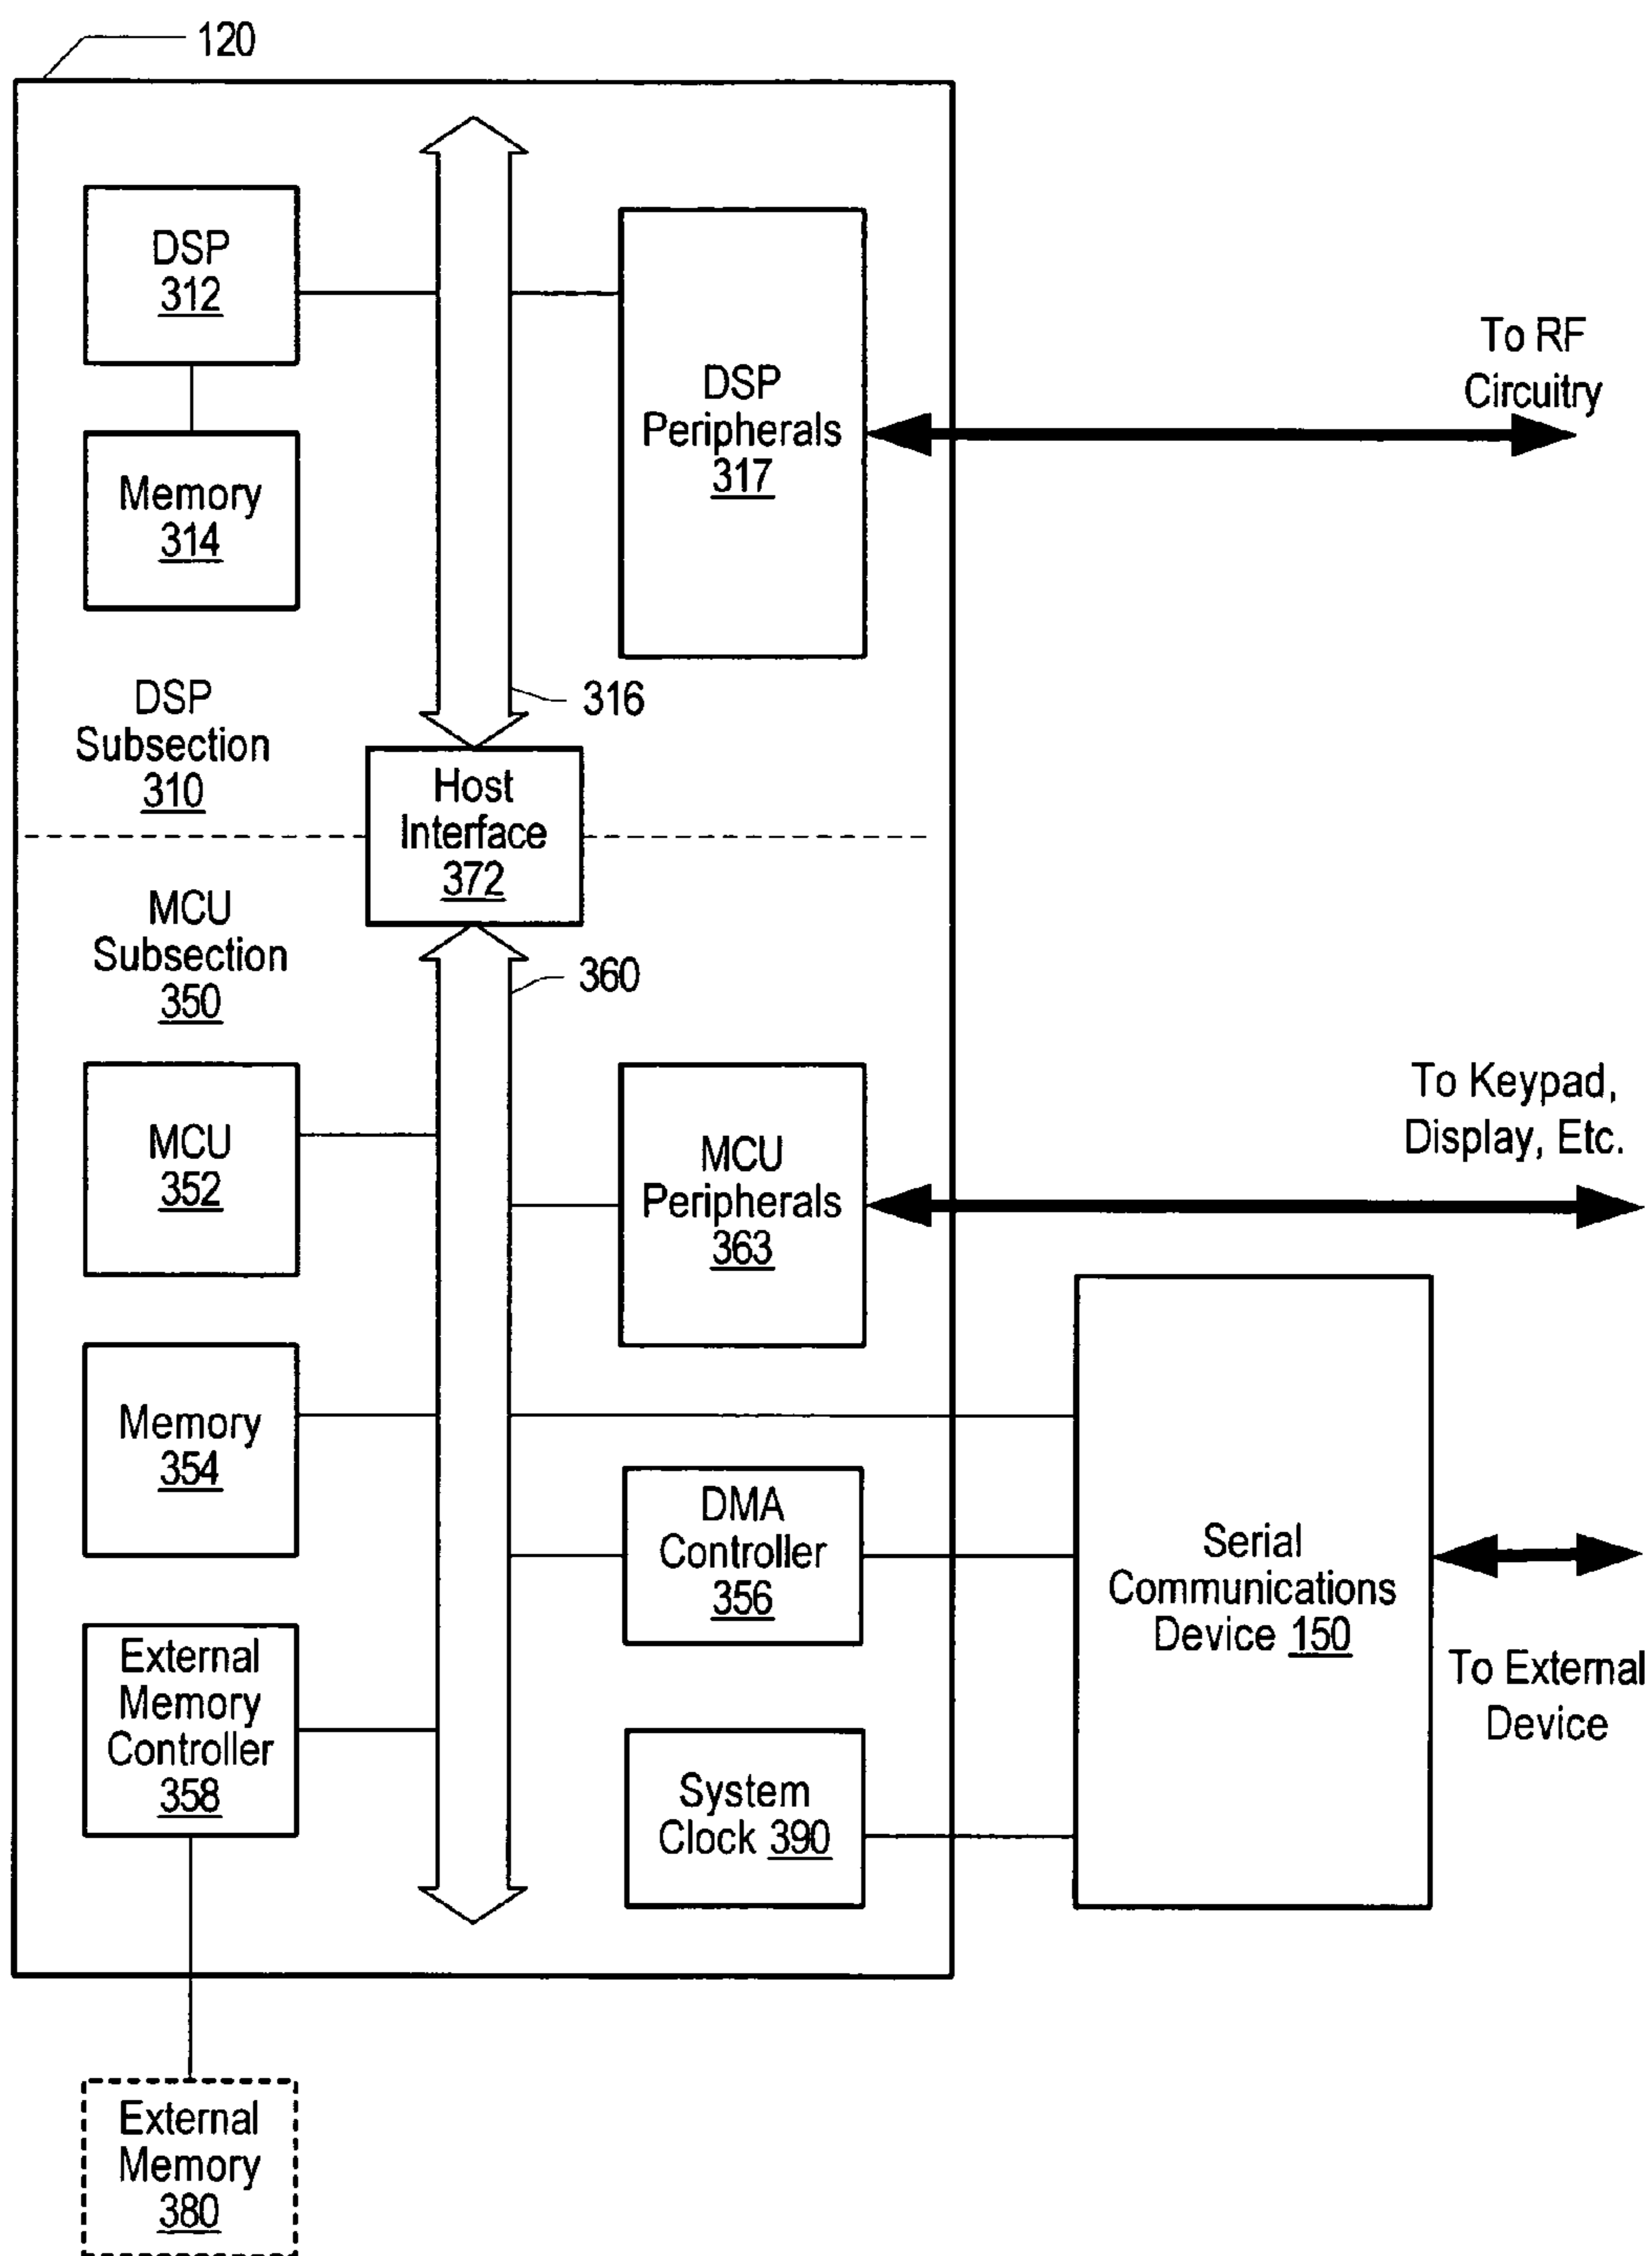 120
DSP
312
Memory
314
DSP
Peripherals
317
To RF
Circuitry
316
DSP
Subsection
310
Host
Interface
372
MCU
Subsection
350
360
MCU
352
MCU
Peripherals
363
To Keypad,
Display, Etc.
Memory
354
DMA
Controller
356
Serial
Communications
Device 150
To External
Device
External
Memory
Controller
358
System
Clock 390
External
Memory
380